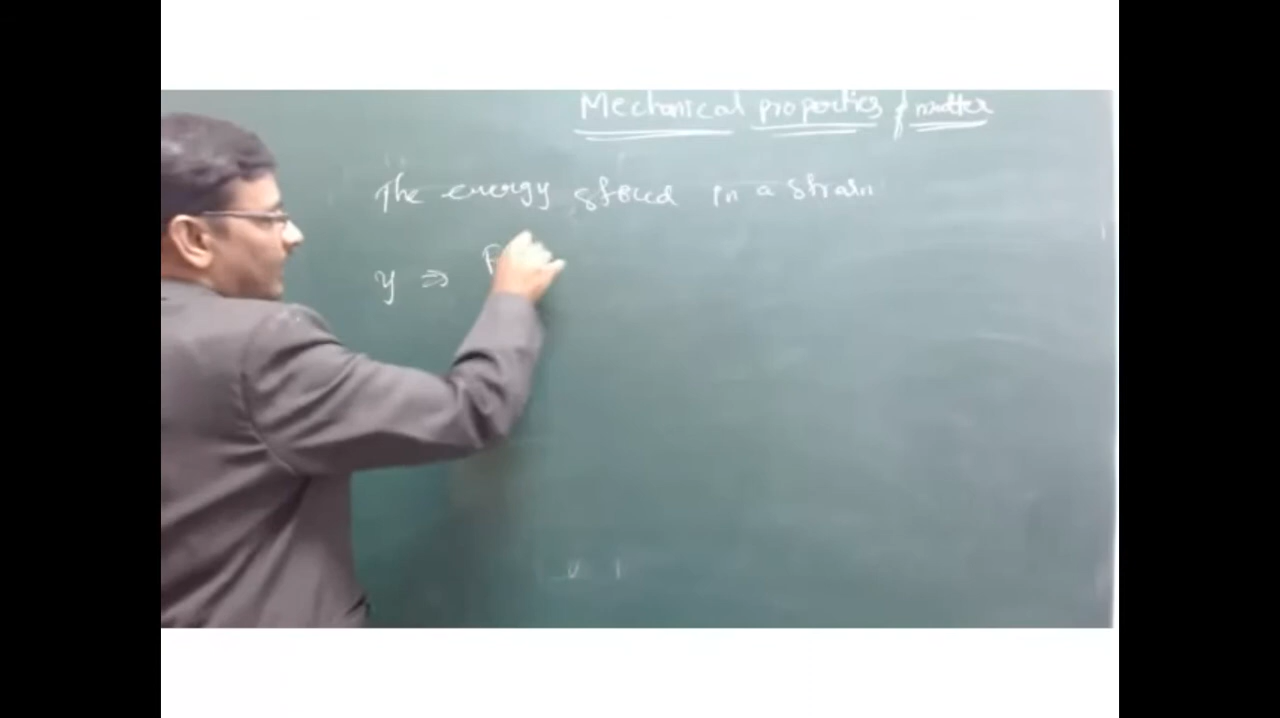 Mechanical properties of matter
The energy stored in a strain
y ⇒ F